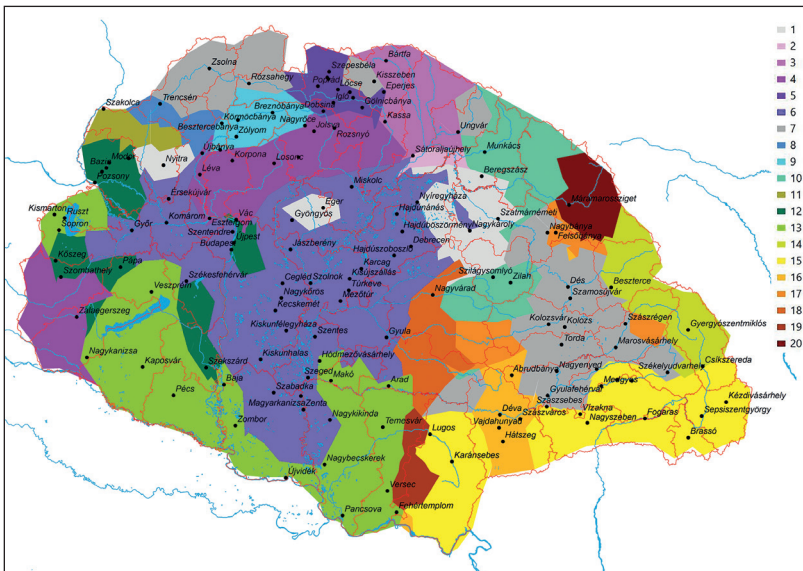 Bártfa
Szepesbéla
Zsolna
Poprád
Kisszeben
Rózsahegy
Lőcse
Eperjes
Igló
Gölnicbánya
Szakolca
Trencsén
Breznóbánya
Dobsina
Körmöcbánya
Besztercebánya
Nagyrőce
Jolsva
Kassa
Zólyom
Rozsnyó
Ungvár
Modor
Újbánya
Bazin
Nyitra
Korpona
Losonc
Sátoraljaújhely
Munkács
Pozsony
Léva
Beregszász
Miskolc
Érsekújvár
Nyíregyháza
Máramarossziget
Kismarton
Ruszt
Eger
Hajdúnánás
Szatmárnémeti
Sopron
Győr
Komárom
Vác
Gyöngyös
Esztergom
Hajdúböszörmény
Nagykároly
Nagybánya
Szentendre
Újpest
Felsőbánya
Kőszeg
Budapest
Jászberény
Debrecen
Hajdúszoboszló
Pápa
Karcag
Szombathely
Székesfehérvár
Kisújszállás
Szilágysomlyó
Veszprém
Cegléd
Szolnok
Zilah
Dés
Beszterce
Nagykőrös
Túrkeve
Nagyvárad
Szamosújvár
Kecskemét
Mezőtúr
Zalaegerszeg
Kiskunfélegyháza
Kolozsvár
Kolozs
Szászrégen
Gyergyószentmiklós
Szentes
Gyula
Torda
Nagykanizsa
Marosvásárhely
Kaposvár
Szekszárd
Kiskunhalas
Hódmezővásárhely
Abrudbánya
Nagyenyed
Székelyudvarhely
Csíkszereda
Baja
Szeged
Makó
Medgyes
Pécs
Szabadka
Arad
Gyulafehérvár
Kézdivásárhely
Magyarkanizsa
Zenta
Szászsebes
Déva
Vízakna
Sepsiszentgyörgy
Zombor
Nagykikinda
Temesvár
Vajdahunyad
Szászváros
Nagyszeben
Fogaras
Lugos
Hátszeg
Brassó
Újvidék
Nagybecskerek
Karánsebes
Versec
Pancsova
Fehértemplom
1
2
3
4
5
6
7
8
9
10
11
12
13
14
15
16
17
18
19
20